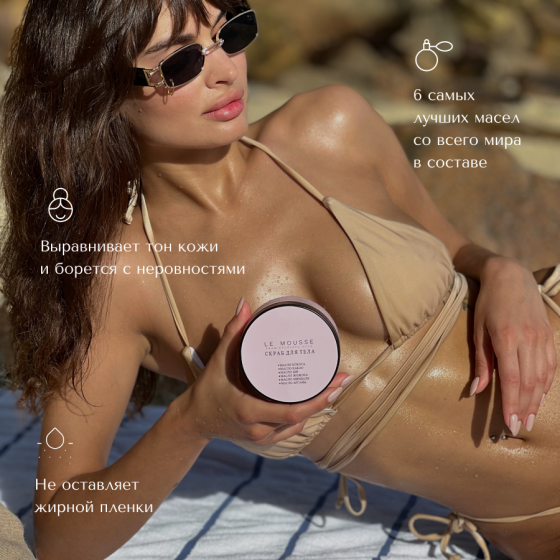 6 самых
лучших масел
со всего мира
в составе
Выравнивает тон кожи
и борется с неровностями
LE MOUSSE
СКРАБ ДЛЯ ТЕЛА
Не оставляет
жирной пленки